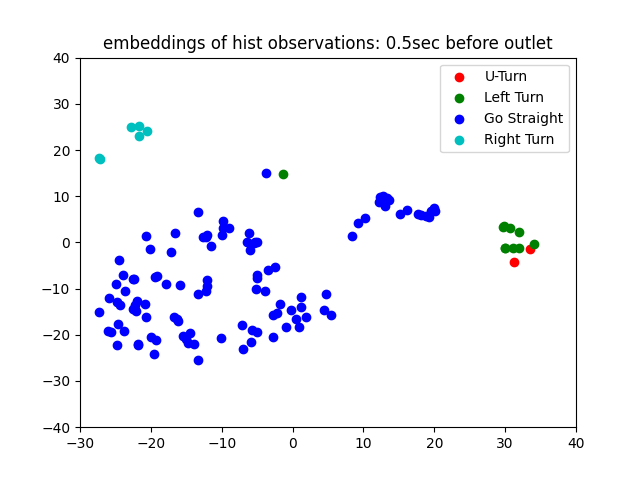 embeddings of hist observations: 0.5sec before outlet
U-Turn
Left Turn
Go Straight
Right Turn
40
30
20
10
0
−10
−20
−30
−40
−30 −20 −10 0 10 20 30 40